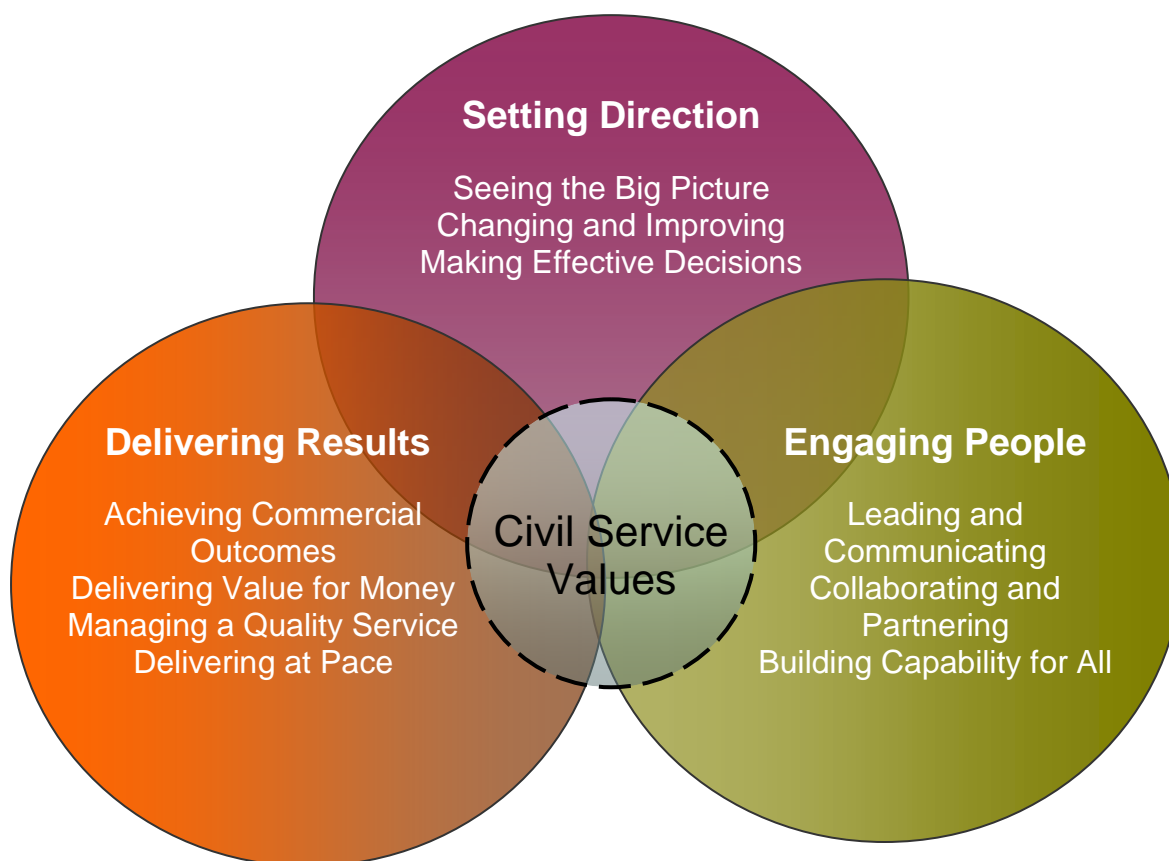 Setting Direction
Seeing the Big Picture
Changing and Improving
Making Effective Decisions
Delivering Results
Achieving Commercial
Outcomes
Delivering Value for Money
Managing a Quality Service
Delivering at Pace
Civil Service
Values
Engaging People
Leading and
Communicating
Collaborating and
Partnering
Building Capability for All